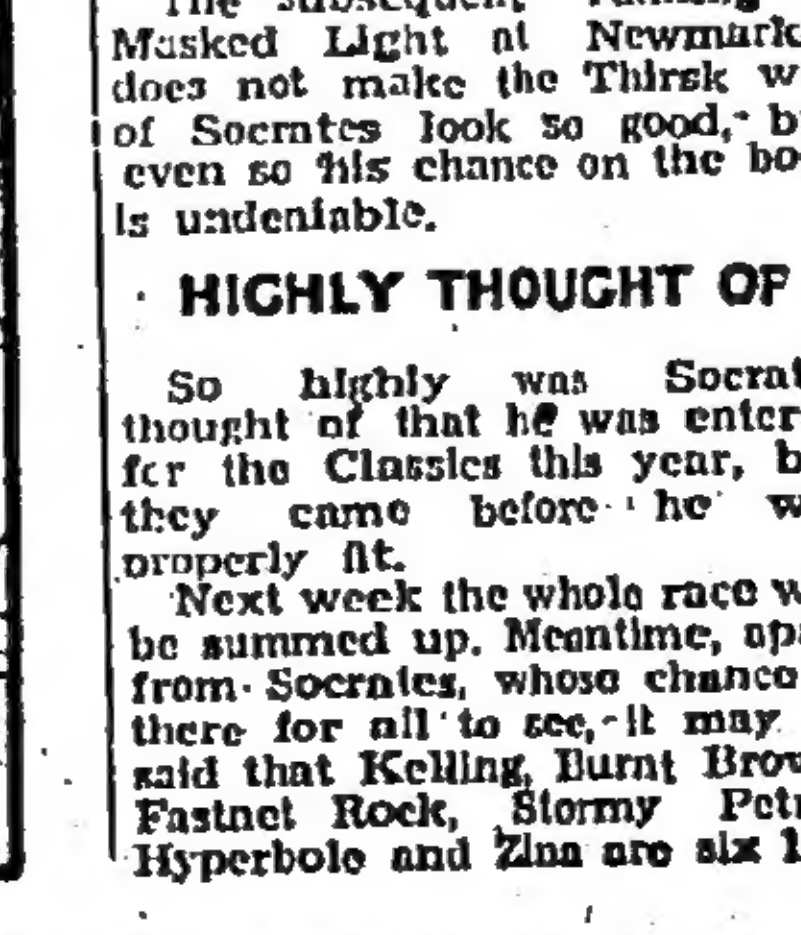 The subsequent running
Masked Light at Newmark
does not make the Thirsk w
of Socrates look so good, b
even so his chance on the bo
is undeniable.
HIGHLY THOUGHT OF
So highly was Socrat
thought of that he was enter
for the Classics this year, b
they came before he w
properly fit.
Next week the whole race w
be summed up. Meantime, apa
from Socrates, whose chance
there for all to see, it may
said that Kelling, Burnt Brow
Fastnet Rock, Stormy Petr
Hyperbole and Zina are six l